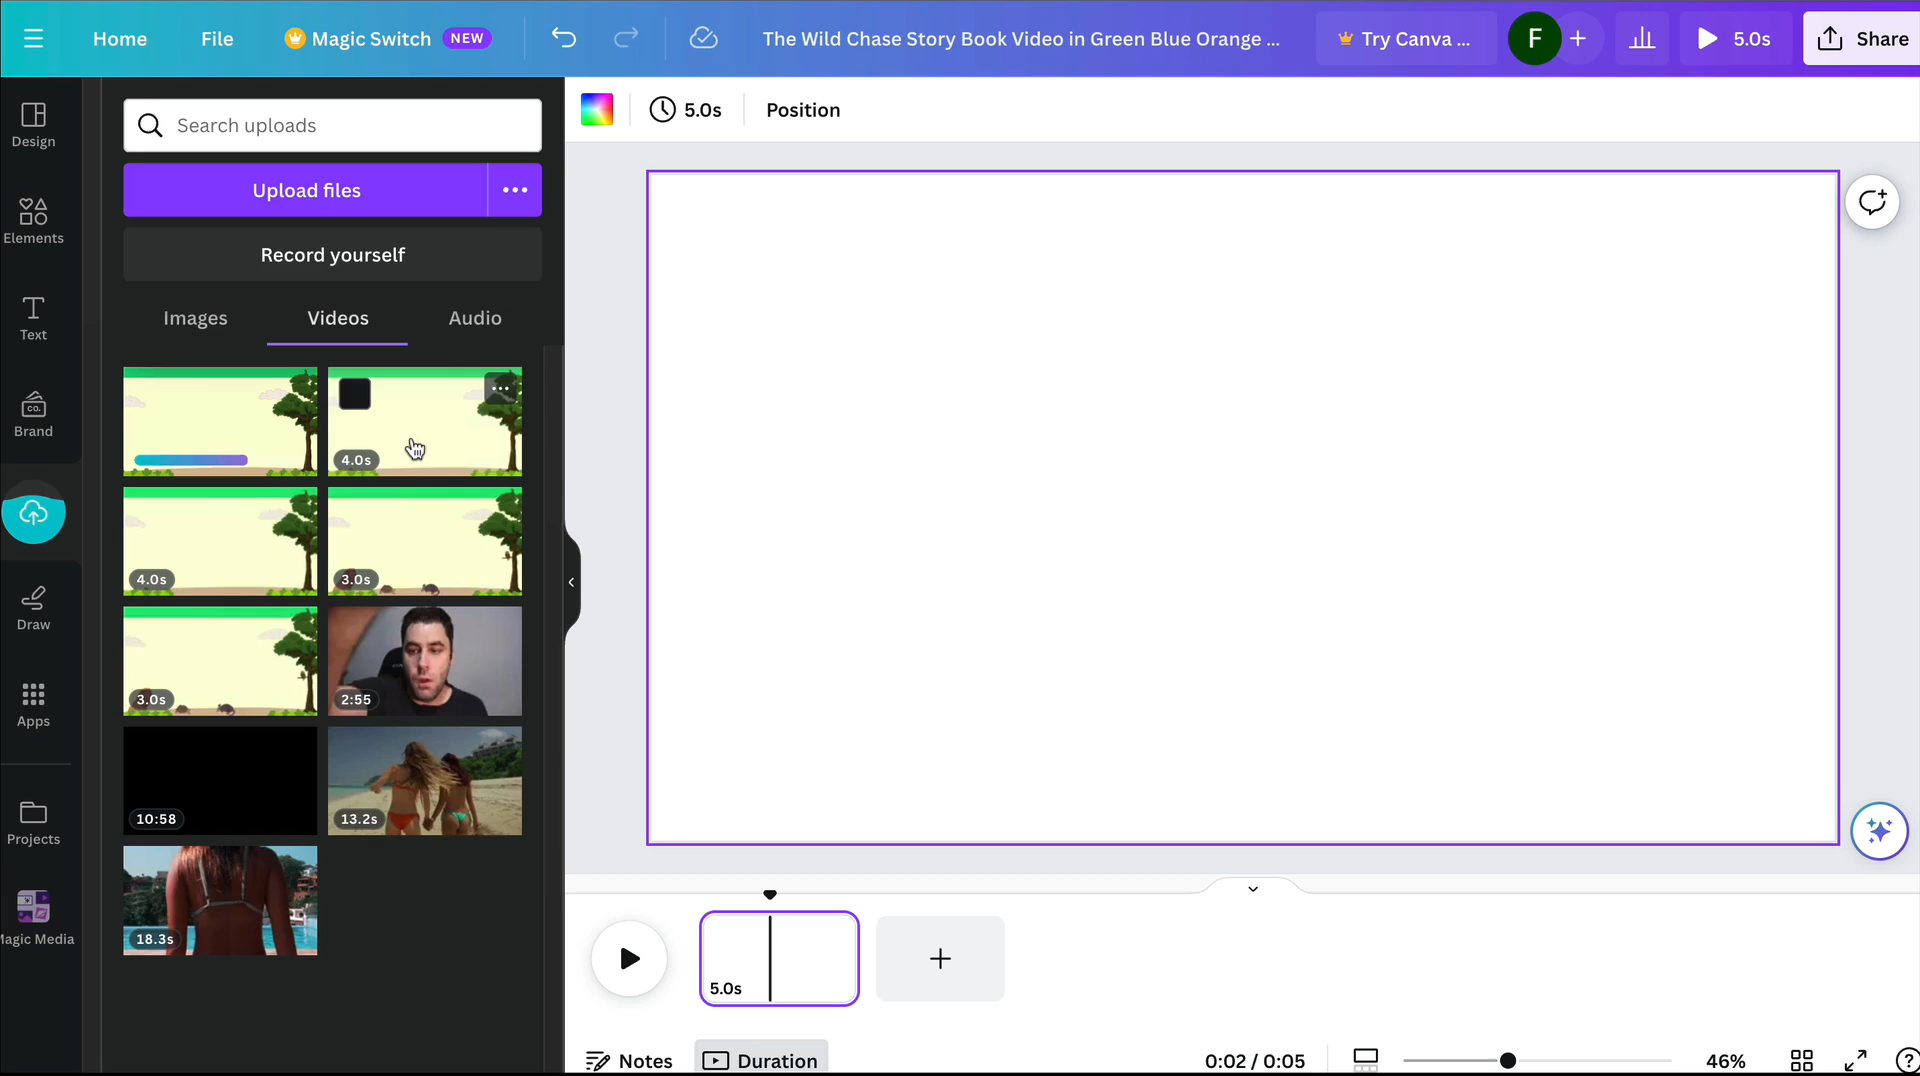 Home File Magic Switch NEW The Wild Chase Story Book Video in Green Blue Orange ... Try Canva ... F 5.0s Share
Design
Elements
Text
Brand
CO.
Draw
Apps
Projects
Magic Media
Search uploads
Upload files
Record yourself
Images Videos Audio
4.0s
4.0s 3.0s
3.0s 2:55
10:58 13.2s
18.3s
5.0s Position
5.0s
Notes Duration 0:02 / 0:05 46%